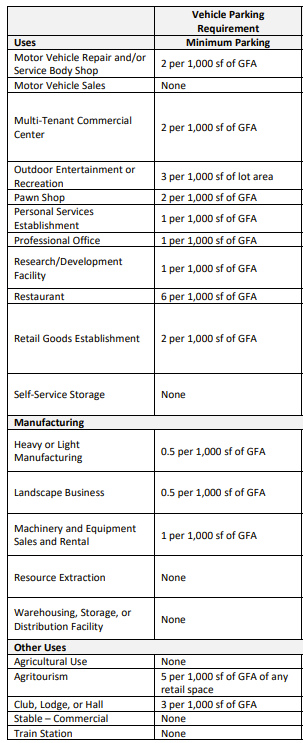 Vehicle Parking
Requirement
Uses Minimum Parking
Motor Vehicle Repair and/or
Service Body Shop
2 per 1,000 sf of GFA
Motor Vehicle Sales None
Multi-Tenant Commercial
Center
2 per 1,000 sf of GFA
Outdoor Entertainment or
Recreation
3 per 1,000 sf of lot area
Pawn Shop 2 per 1,000 sf of GFA
Personal Services
Establishment
1 per 1,000 sf of GFA
Professional Office 1 per 1,000 sf of GFA
Research/Development
Facility
1 per 1,000 sf of GFA
Restaurant 6 per 1,000 sf of GFA
Retail Goods Establishment 2 per 1,000 sf of GFA
Self-Service Storage None
Manufacturing
Heavy or Light
Manufacturing
0.5 per 1,000 sf of GFA
Landscape Business 0.5 per 1,000 sf of GFA
Machinery and Equipment
Sales and Rental
1 per 1,000 sf of GFA
Resource Extraction None
Warehousing, Storage, or
Distribution Facility
None
Other Uses
Agricultural Use None
Agritourism 5 per 1,000 sf of GFA of any
retail space
Club, Lodge, or Hall 3 per 1,000 sf of GFA
Stable – Commercial None
Train Station None